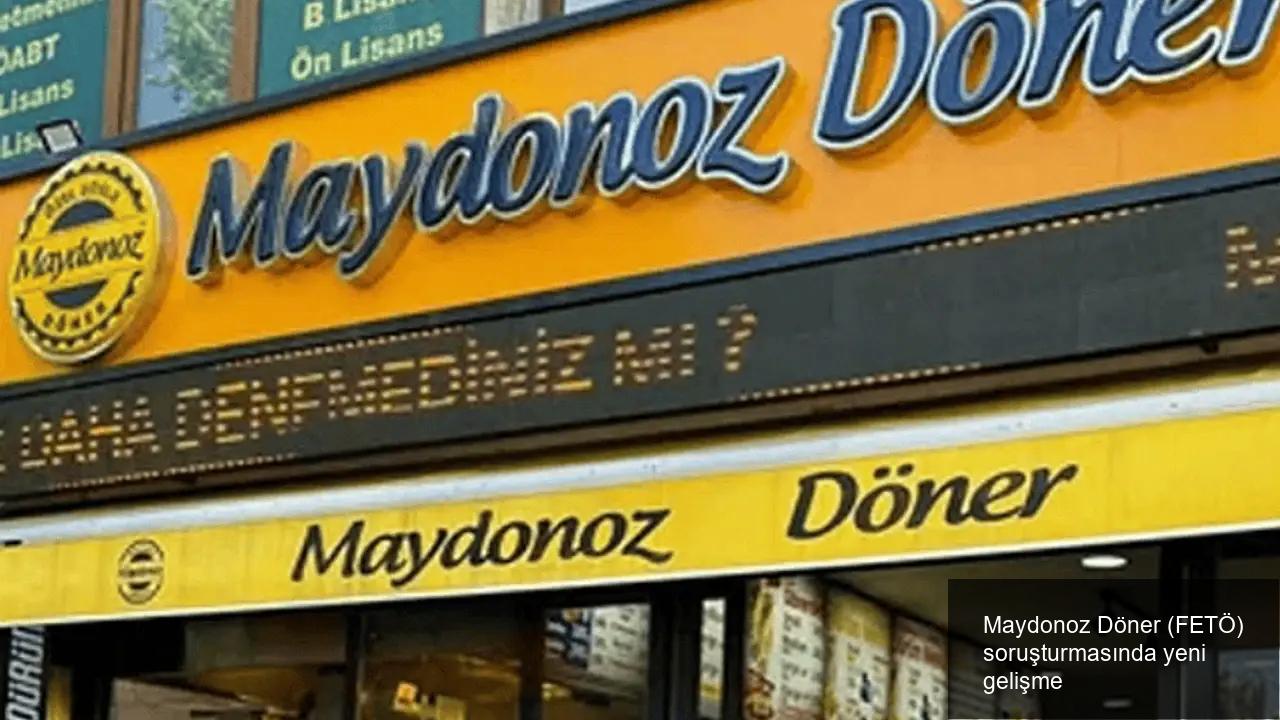 ÖABT
Lisans
B Lisans
Ön Lisans
Maydonoz Döner
Maydonoz
DÖNER
DAHA DENEMEDİNİZ Mİ ?
Maydonoz Döner
Maydonoz Döner (FETÖ)
soruşturmasında yeni
gelişme